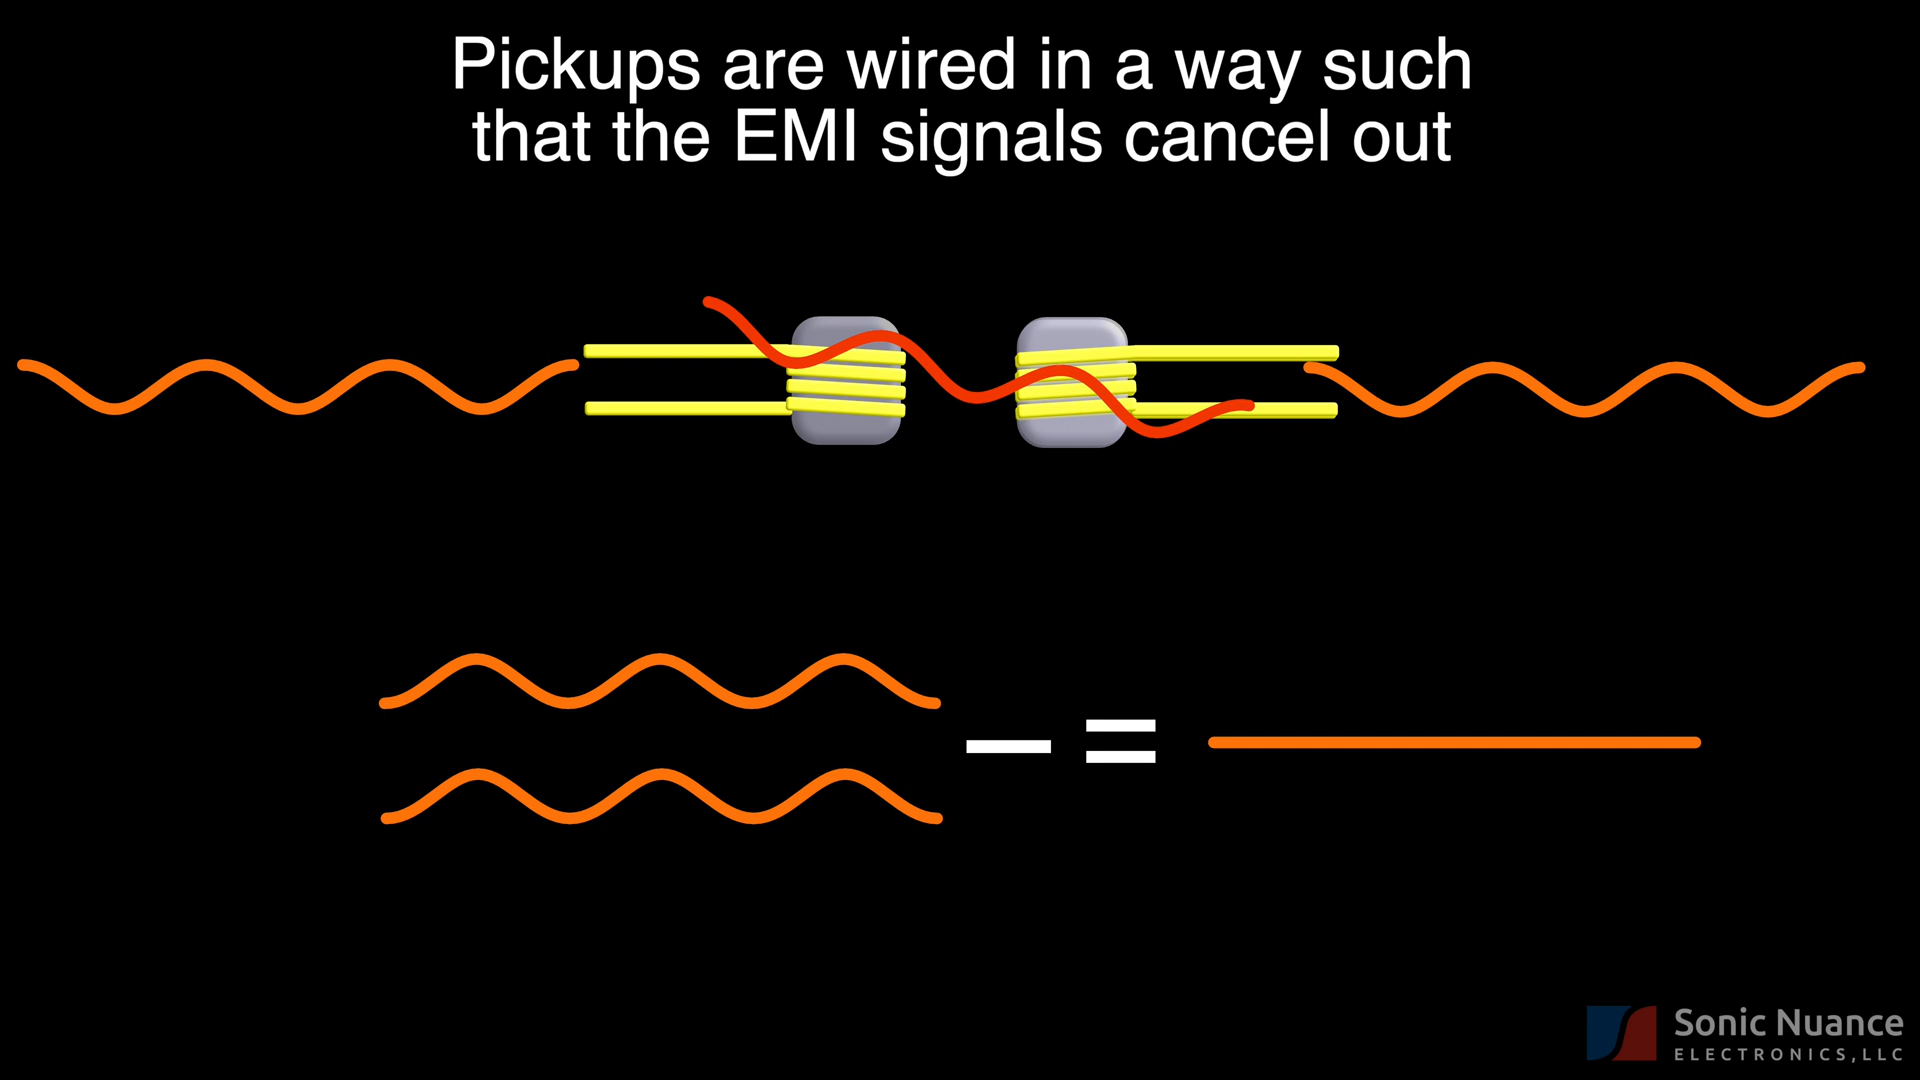 Pickups are wired in a way such
that the EMI signals cancel out
Sonic Nuance
ELECTRONICS,LLC